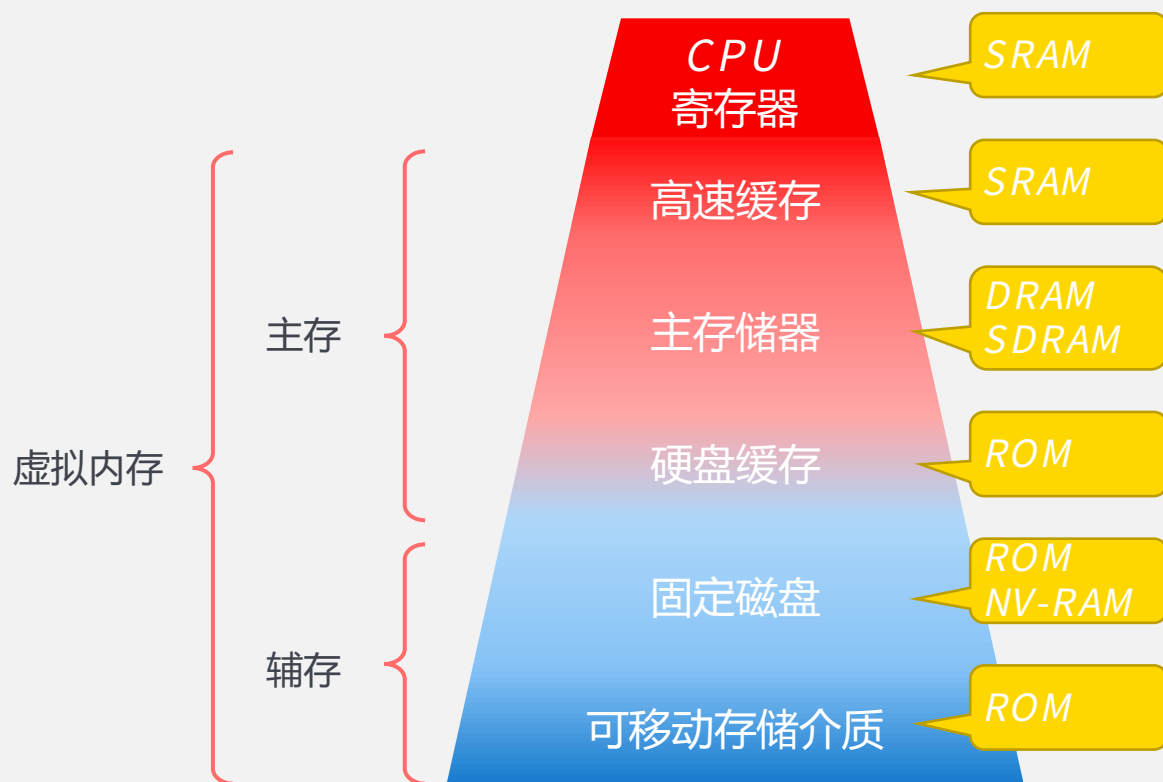 CPU
寄存器
SRAM
高速缓存
SRAM
主存储器
DRAM
SDRAM
主存
硬盘缓存
ROM
虚拟内存
固定磁盘
ROM
NV-RAM
辅存
可移动存储介质
ROM